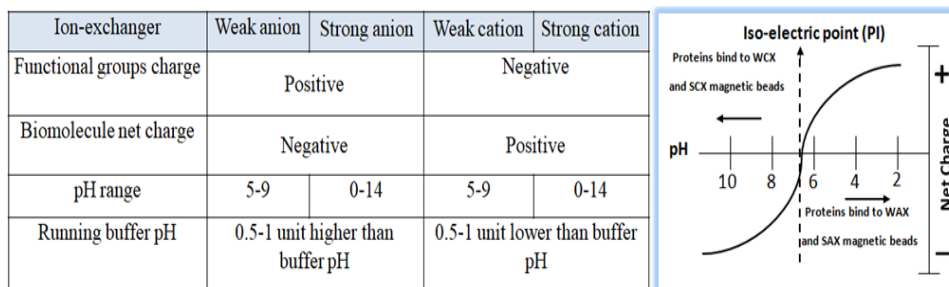 Ion-exchanger Weak anion Strong anion Weak cation Strong cation
Functional groups charge Positive Negative
Biomolecule net charge Negative Positive
pH range 5-9 0-14 5-9 0-14
Running buffer pH 0.5-1 unit higher than 0.5-1 unit lower than buffer
buffer pH pH
Iso-electric point (PI)
Proteins bind to WCX
and SCX magnetic beads
pH
10 8 6 4 2
Proteins bind to WAX
and SAX magnetic beads
+
Net Charge
−